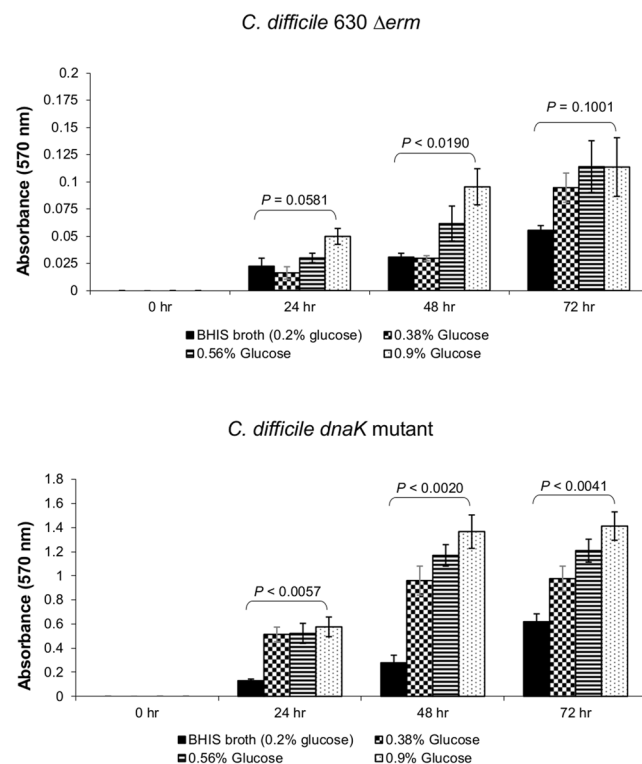 C. difficile 630 Δerm
0.2
0.175
0.15
0.125
0.1
0.075
0.05
0.025
0
Absorbance (570 nm)
P = 0.0581
P < 0.0190
P = 0.1001
0 hr 24 hr 48 hr 72 hr
BHIS broth (0.2% glucose) 0.38% Glucose
0.56% Glucose 0.9% Glucose
C. difficile dnaK mutant
1.8
1.6
1.4
1.2
1
0.8
0.6
0.4
0.2
0
Absorbance (570 nm)
P < 0.0057
P < 0.0020
P < 0.0041
0 hr 24 hr 48 hr 72 hr
BHIS broth (0.2% glucose) 0.38% Glucose
0.56% Glucose 0.9% Glucose